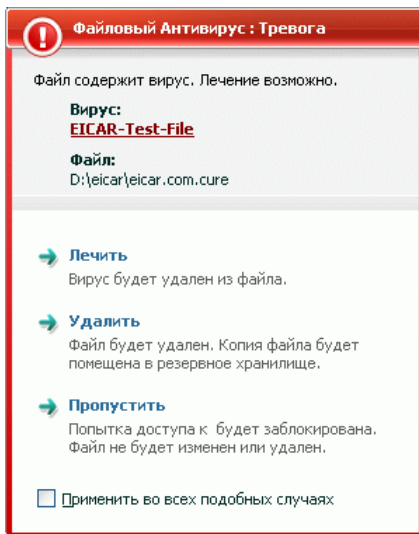 Файловый Антивирус : Тревога
Файл содержит вирус. Лечение возможно.
Вирус:
EICAR-Test-File
Файл:
D:\eicar\eicar.com.cure
Лечить
Вирус будет удален из файла.
Удалить
Файл будет удален. Копия файла будет
помещена в резервное хранилище.
Пропустить
Попытка доступа к будет заблокирована.
Файл не будет изменен или удален.
Применить во всех подобных случаях